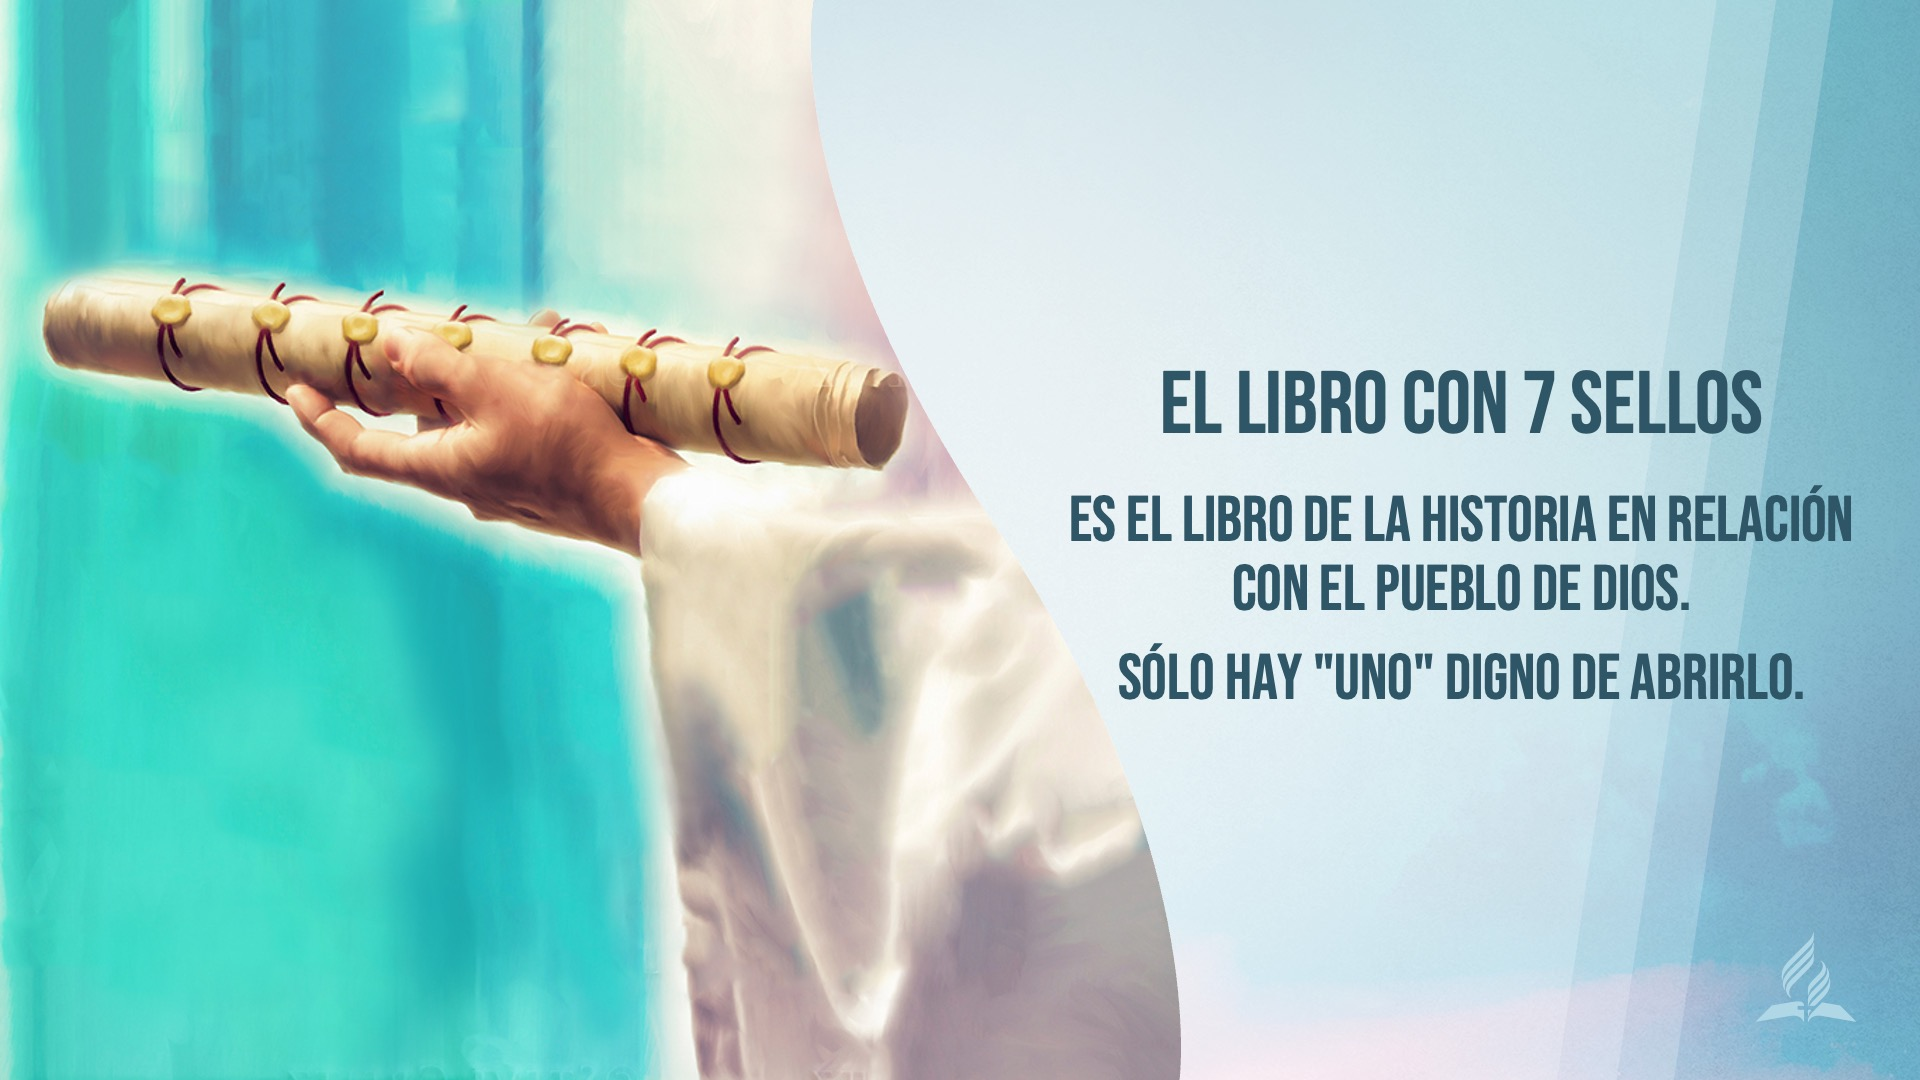 EL LIBRO CON 7 SELLOS
ES EL LIBRO DE LA HISTORIA EN RELACIÓN
CON EL PUEBLO DE DIOS.
SÓLO HAY "UNO" DIGNO DE ABRIRLO.